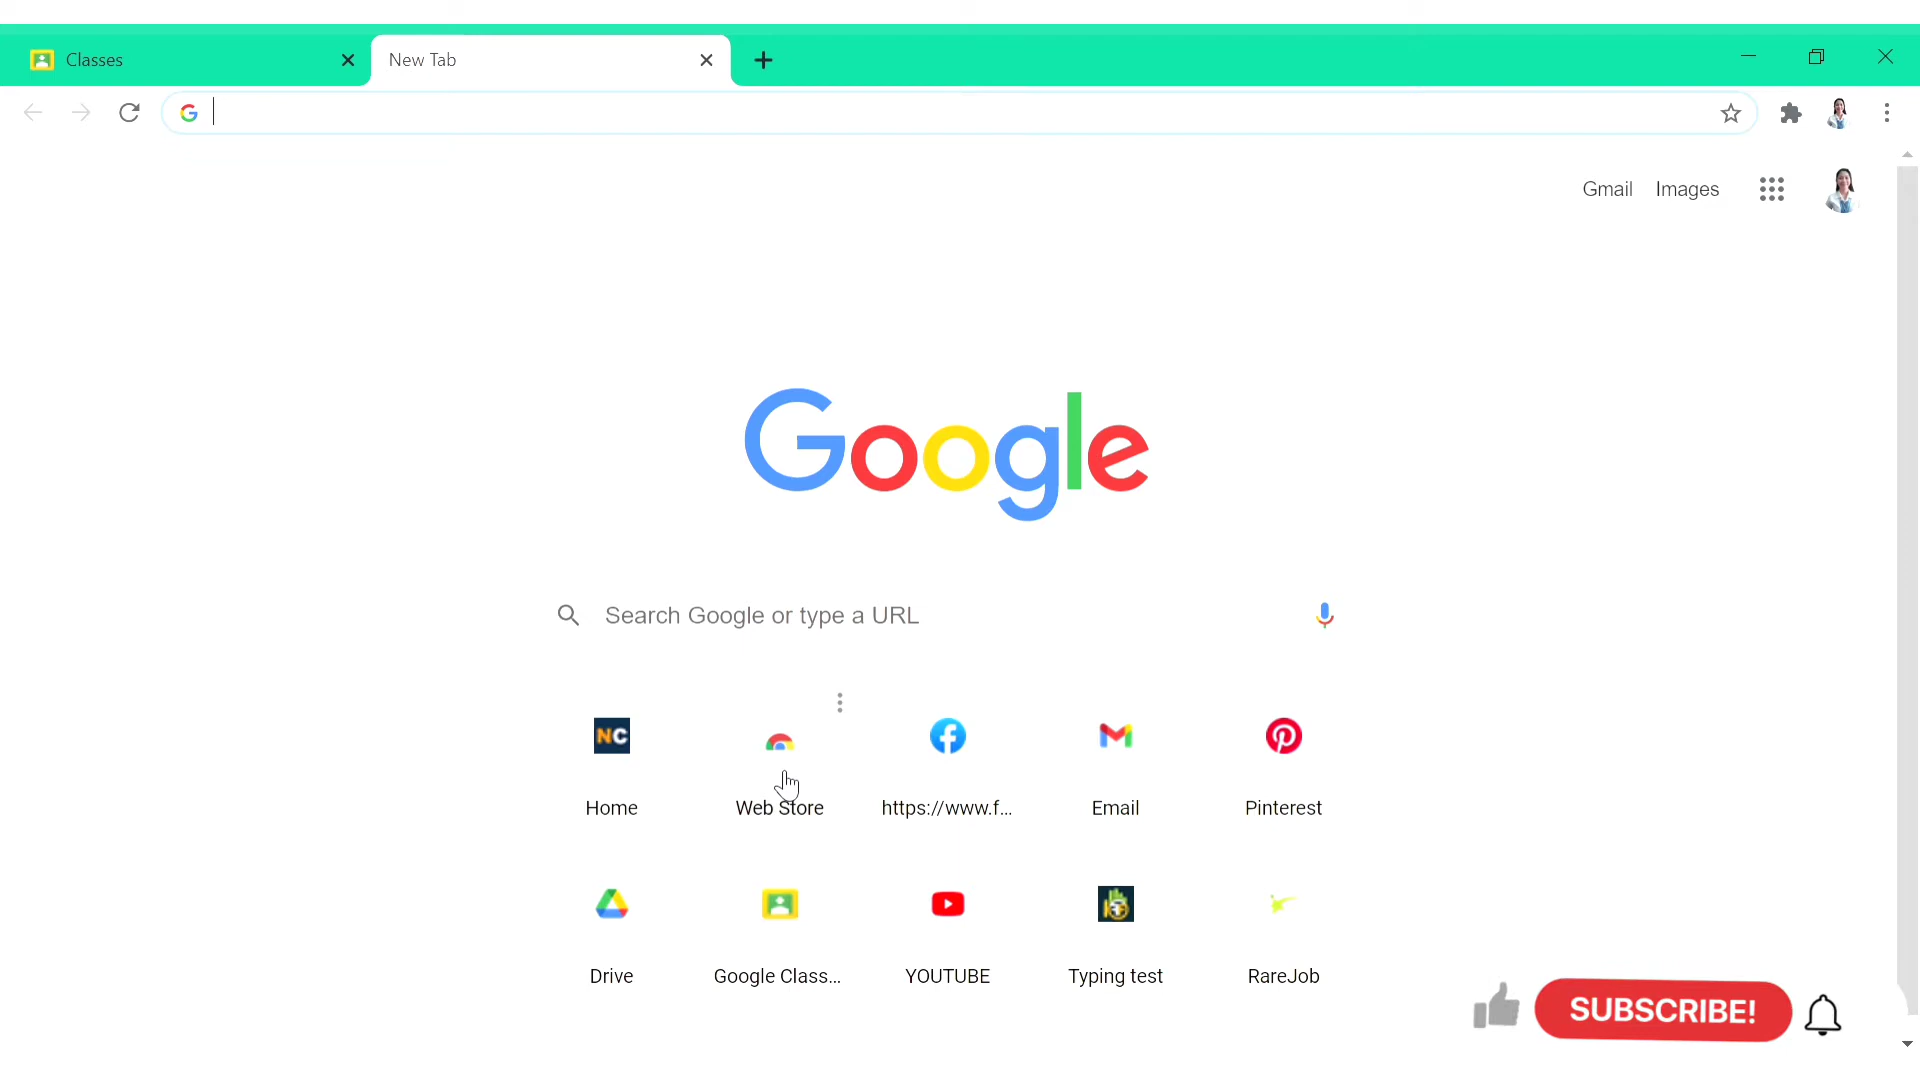 Classes
New Tab
Gmail Images
Google
Search Google or type a URL
NC
Home
Web Store
https://www.f...
Email
Pinterest
Drive
Google Class...
YOUTUBE
Typing test
RareJob
SUBSCRIBE!